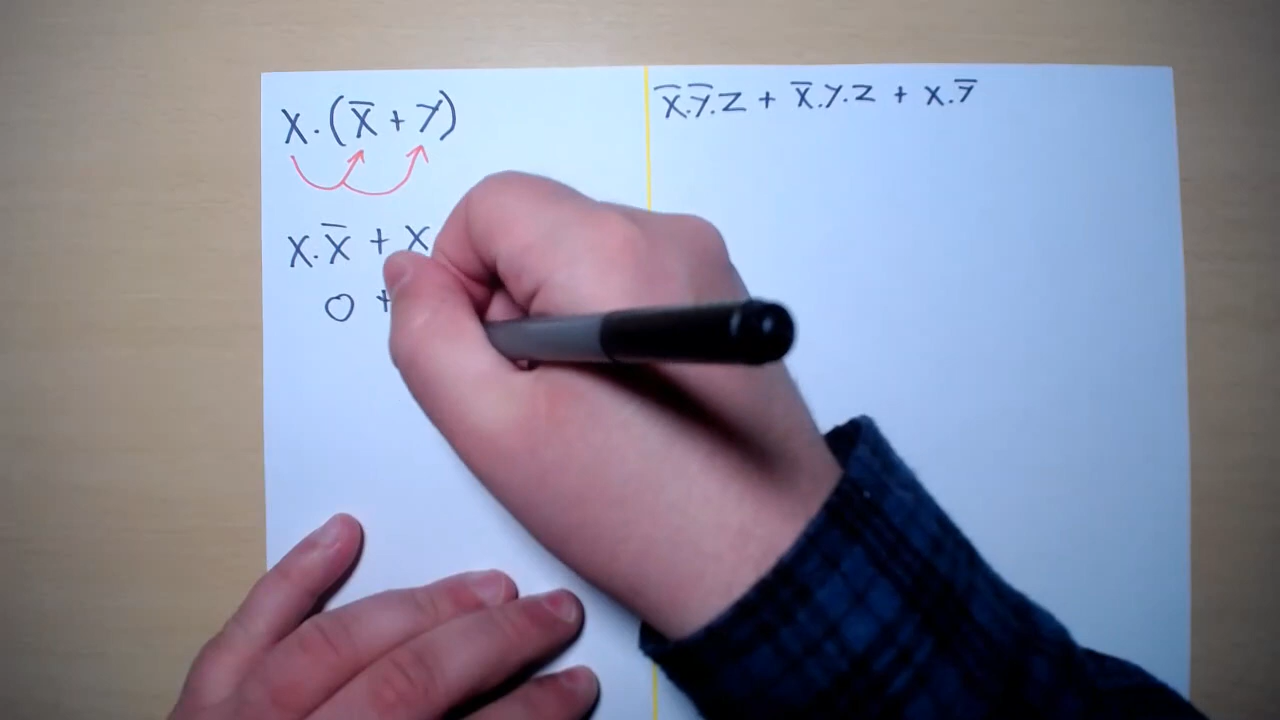 X.(X̅ + Y)
X.X̅ + X
0 +
X̅.Y̅.Z + X̅.Y.Z + X.Y̅